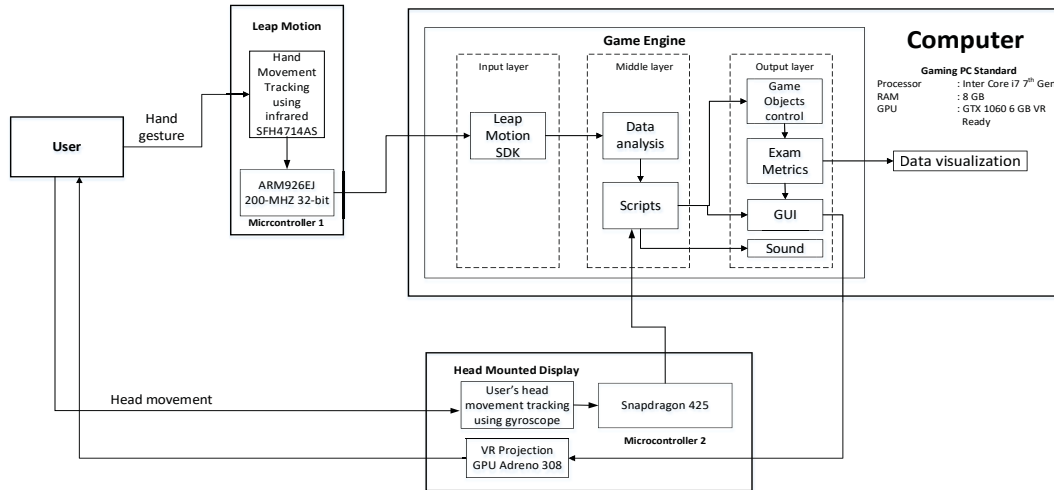 Leap Motion
Hand
Movement
Tracking
using
infrared
SFH4714AS
ARM926EJ
200-MHZ 32-bit
Micrcontroller 1
User
Hand
gesture
Computer
Gaming PC Standard
Processor : Inter Core i7 7th Gen
RAM : 8 GB
GPU : GTX 1060 6 GB VR
Ready
Game Engine
Input layer
Leap
Motion
SDK
Middle layer
Data
analysis
Scripts
Output layer
Game
Objects
control
Exam
Metrics
GUI
Sound
Data visualization
Head movement
Head Mounted Display
User's head
movement tracking
using gyroscope
Snapdragon 425
Microcontroller 2
VR Projection
GPU Adreno 308